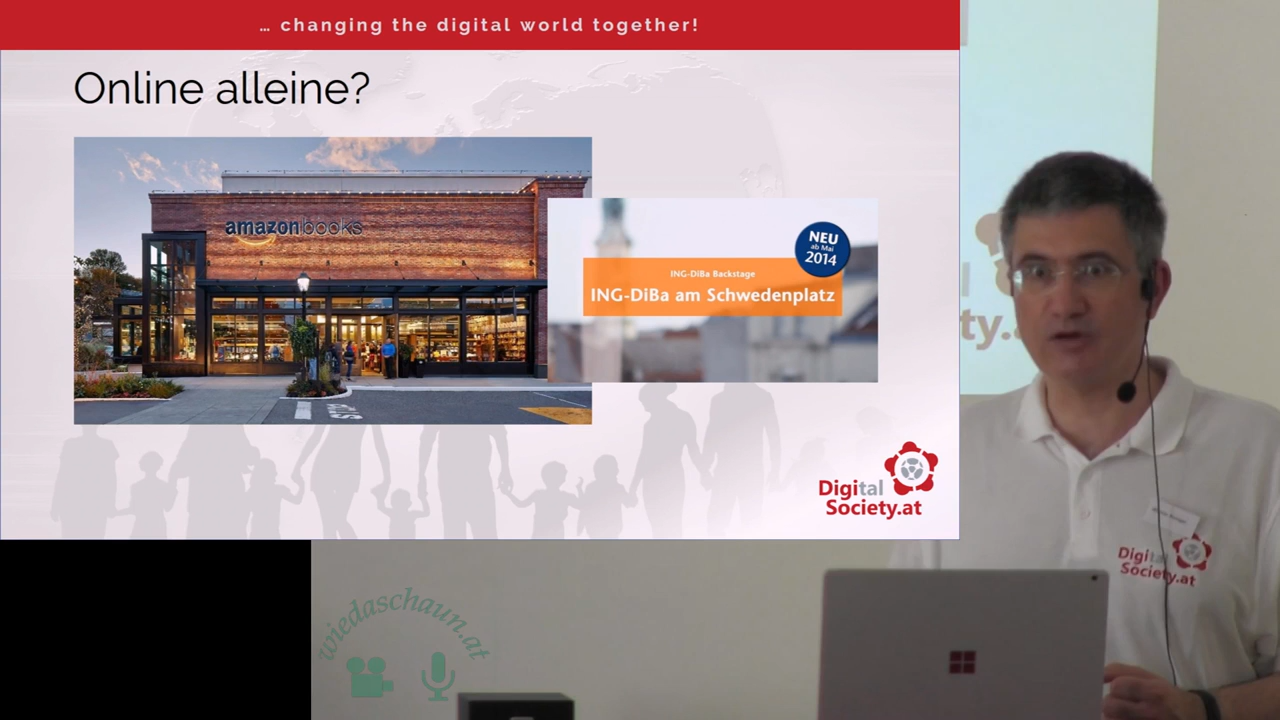 … changing the digital world together!
Online alleine?
amazonbooks
NEU
ab Mai
2014
ING-DiBa Backstage
ING-DiBa am Schwedenplatz
Digital
Society.at
ty.a
Digital
Society.at
wiedaschaun.at